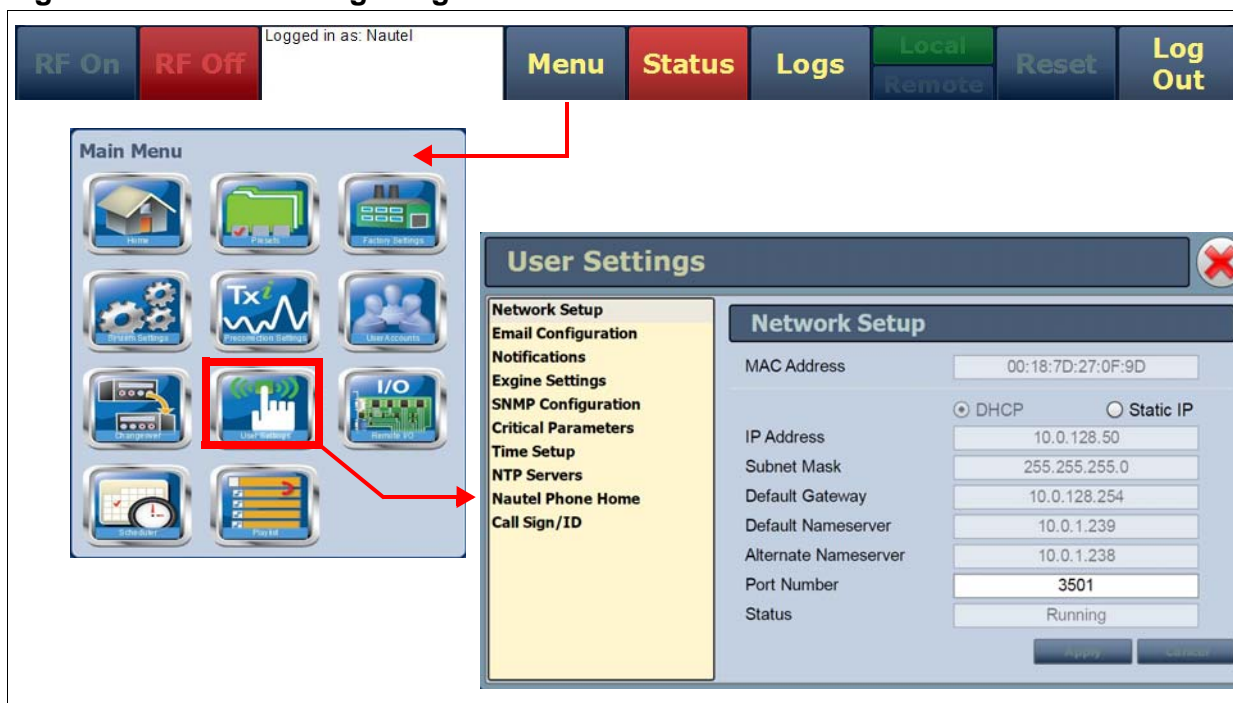 Logged in as: Nautel
RF On
RF Off
Menu
Status
Logs
Local
Remote
Reset
Log Out
Main Menu
Home
Presets
Factory Settings
System Settings
Tx i
Precorrection Settings
User Accounts
Changeover
User Settings
I/O
Remote I/O
Scheduler
Playlist
User Settings
Network Setup
Email Configuration
Notifications
Exgine Settings
SNMP Configuration
Critical Parameters
Time Setup
NTP Servers
Nautel Phone Home
Call Sign/ID
Network Setup
MAC Address 00:18:7D:27:0F:9D
DHCP Static IP
IP Address 10.0.128.50
Subnet Mask 255.255.255.0
Default Gateway 10.0.128.254
Default Nameserver 10.0.1.239
Alternate Nameserver 10.0.1.238
Port Number 3501
Status Running
Apply Cancel